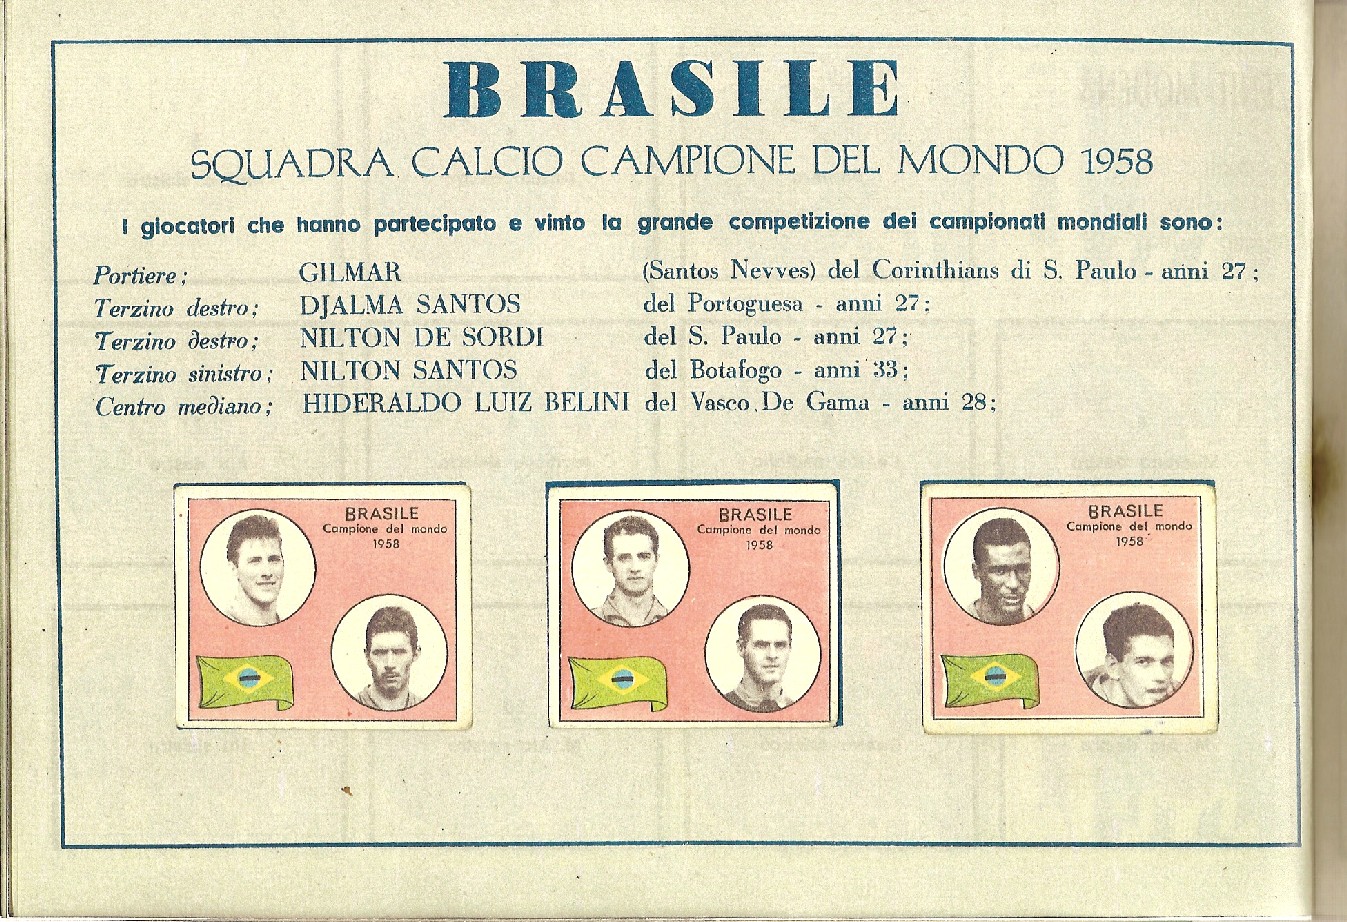 BRASILE
SQUADRA CALCIO CAMPIONE DEL MONDO 1958
I giocatori che hanno partecipato e vinto la grande competizione dei campionati mondiali sono:
Portiere; GILMAR (Santos Nevves) del Corinthians di S. Paulo - anni 27;
Terzino destro; DJALMA SANTOS del Portoguesa - anni 27;
Terzino destro; NILTON DE SORDI del S. Paulo - anni 27;
Terzino sinistro; NILTON SANTOS del Botafogo - anni 33;
Centro mediano; HIDERALDO LUIZ BELINI del Vasco De Gama - anni 28;
BRASILE
Campione del mondo
1958
BRASILE
Campione del mondo
1958
BRASILE
Campione del mondo
1958